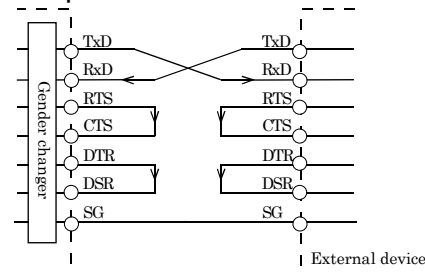 TxD TxD
RxD RxD
RTS RTS
CTS CTS
DTR DTR
DSR DSR
SG SG
Gender changer
External device